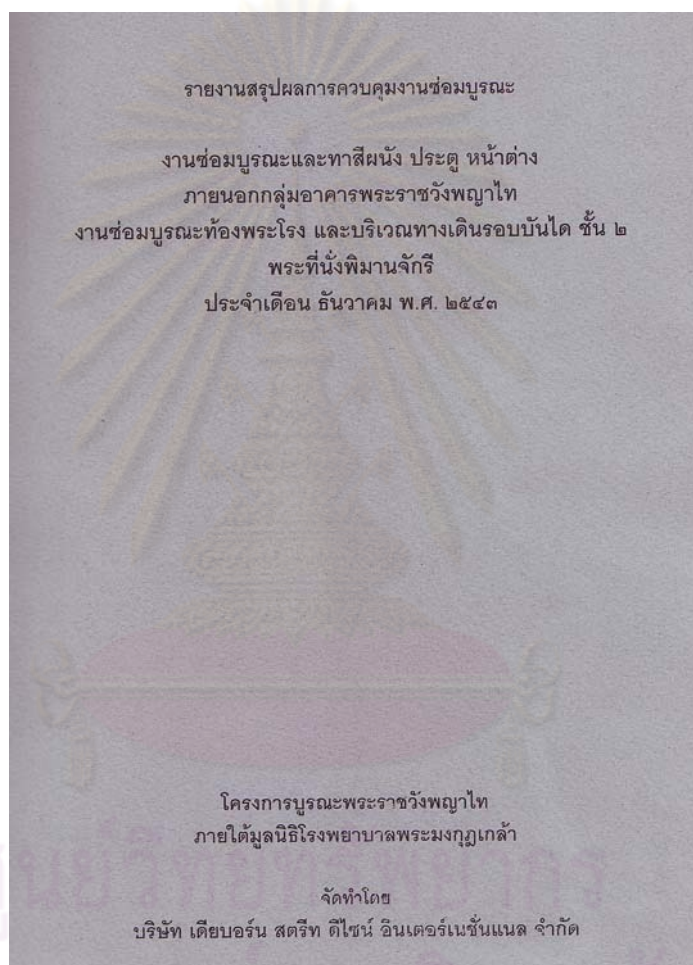 รายงานสรุปผลการควบคุมงานซ่อมบูรณะ
งานซ่อมบูรณะและทาสีผนัง ประตู หน้าต่าง
ภายนอกกลุ่มอาคารพระราชวังพญาไท
งานซ่อมบูรณะท้องพระโรง และบริเวณทางเดินรอบบันได ชั้น ๒
พระที่นั่งพิมานจักรี
ประจำเดือน ธันวาคม พ.ศ. ๒๕๔๓
โครงการบูรณะพระราชวังพญาไท
ภายใต้มูลนิธิโรงพยาบาลพระมงกุฎเกล้า
ศูนย์วิทยทรัพยากร
จัดทำโดย
บริษัท เดียบอร์น สตรีท ดีไซน์ อินเตอร์เนชั่นแนล จำกัด